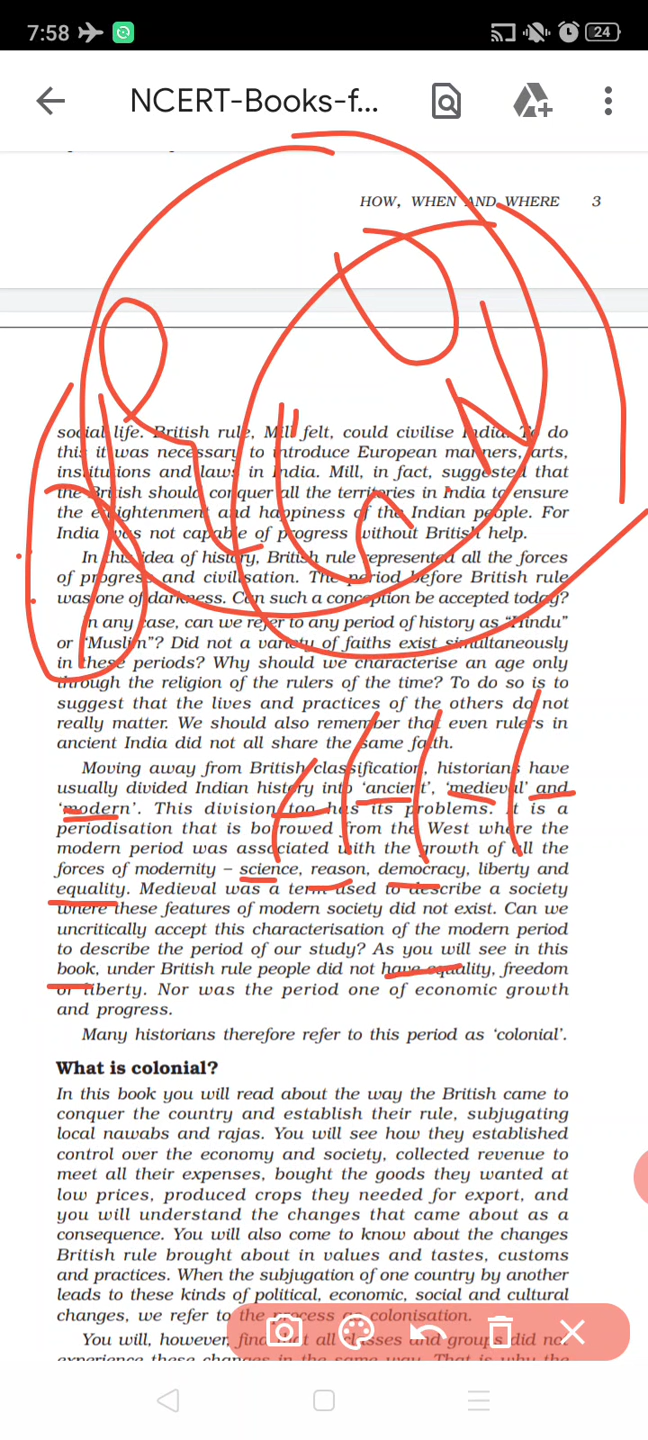 7:58
24
NCERT-Books-f...
HOW, WHEN AND WHERE 3
social life. British rule, Mill felt, could civilise India. To do
this it was necessary to introduce European manners, arts,
institutions and laws in India. Mill, in fact, suggested that
the British should conquer all the territories in India to ensure
the enlightenment and happiness of the Indian people. For
India was not capable of progress without British help.
In this idea of history, British rule represented all the forces
of progress and civilisation. The period before British rule
was one of darkness. Can such a conception be accepted today?
In any case, can we refer to any period of history as “Hindu”
or “Muslim”? Did not a variety of faiths exist simultaneously
in these periods? Why should we characterise an age only
through the religion of the rulers of the time? To do so is to
suggest that the lives and practices of the others do not
really matter. We should also remember that even rulers in
ancient India did not all share the same faith.
Moving away from British classification, historians have
usually divided Indian history into ‘ancient’, ‘medieval’ and
‘modern’. This division too has its problems. It is a
periodisation that is borrowed from the West where the
modern period was associated with the growth of all the
forces of modernity – science, reason, democracy, liberty and
equality. Medieval was a term used to describe a society
where these features of modern society did not exist. Can we
uncritically accept this characterisation of the modern period
to describe the period of our study? As you will see in this
book, under British rule people did not have equality, freedom
or liberty. Nor was the period one of economic growth
and progress.
Many historians therefore refer to this period as ‘colonial’.
What is colonial?
In this book you will read about the way the British came to
conquer the country and establish their rule, subjugating
local nawabs and rajas. You will see how they established
control over the economy and society, collected revenue to
meet all their expenses, bought the goods they wanted at
low prices, produced crops they needed for export, and
you will understand the changes that came about as a
consequence. You will also come to know about the changes
British rule brought about in values and tastes, customs
and practices. When the subjugation of one country by another
leads to these kinds of political, economic, social and cultural
changes, we refer to the process as colonisation.
You will, however, find that all classes and groups did not
experience these changes in the same way. That is why the